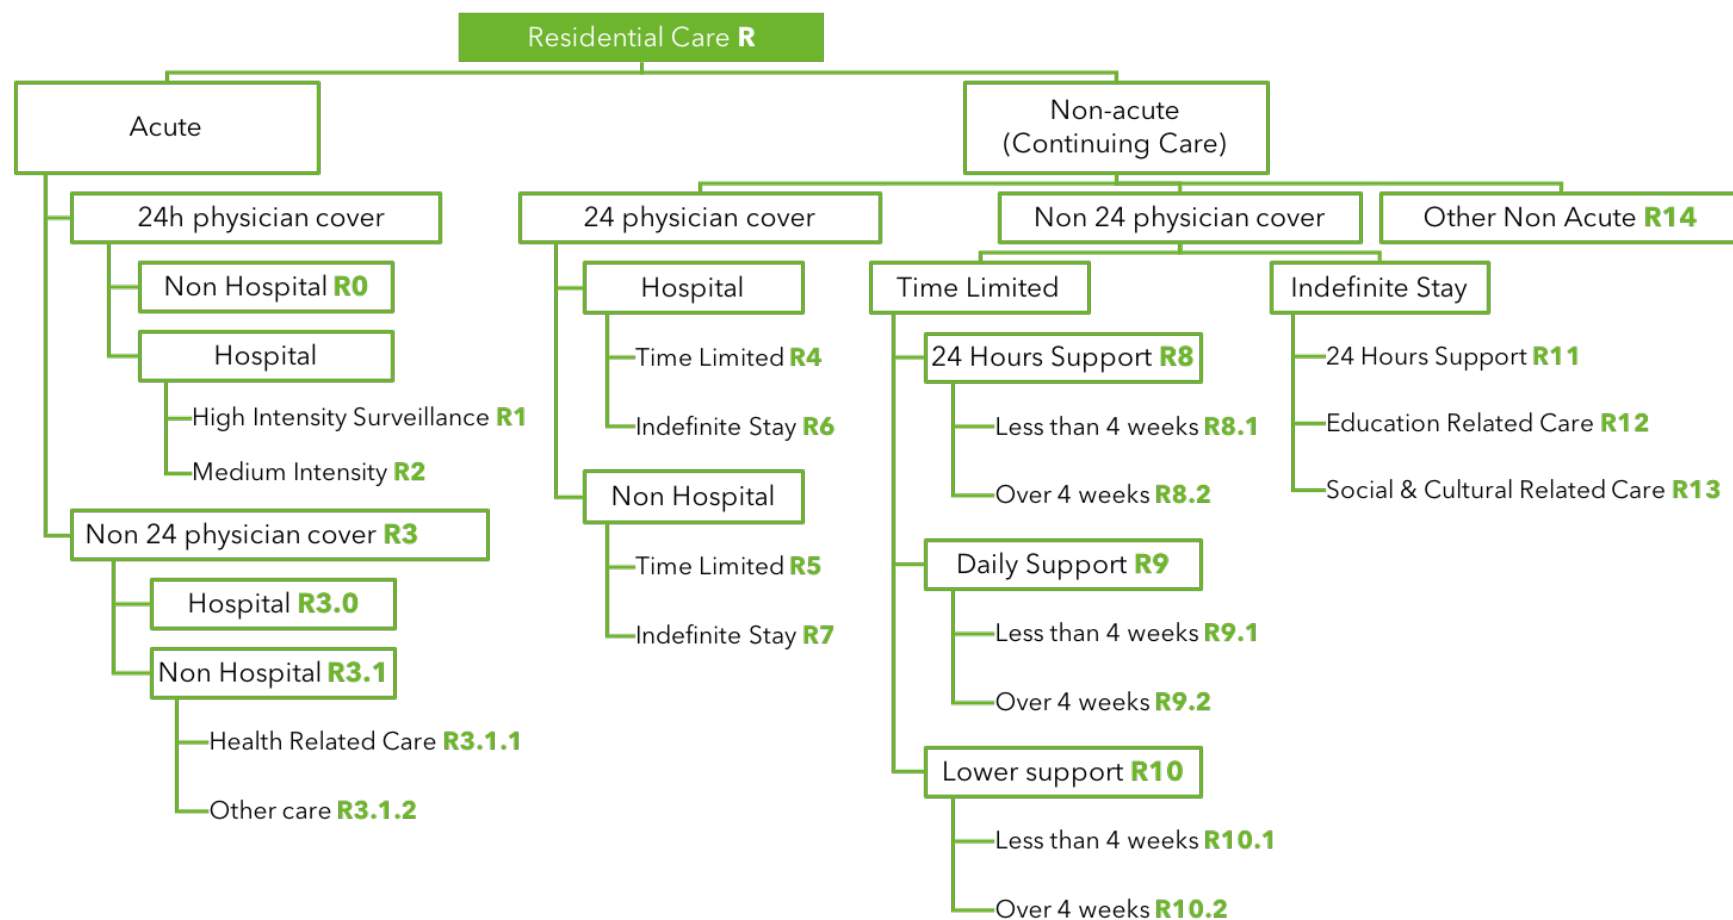 Residential Care R
Acute
24h physician cover
Non Hospital R0
Hospital
High Intensity Surveillance R1
Medium Intensity R2
Non 24 physician cover R3
Hospital R3.0
Non Hospital R3.1
Health Related Care R3.1.1
Other care R3.1.2
Non-acute
(Continuing Care)
24 physician cover
Hospital
Time Limited R4
Indefinite Stay R6
Non Hospital
Time Limited R5
Indefinite Stay R7
Non 24 physician cover
Time Limited
24 Hours Support R8
Less than 4 weeks R8.1
Over 4 weeks R8.2
Daily Support R9
Less than 4 weeks R9.1
Over 4 weeks R9.2
Lower support R10
Less than 4 weeks R10.1
Over 4 weeks R10.2
Indefinite Stay
24 Hours Support R11
Education Related Care R12
Social & Cultural Related Care R13
Other Non Acute R14